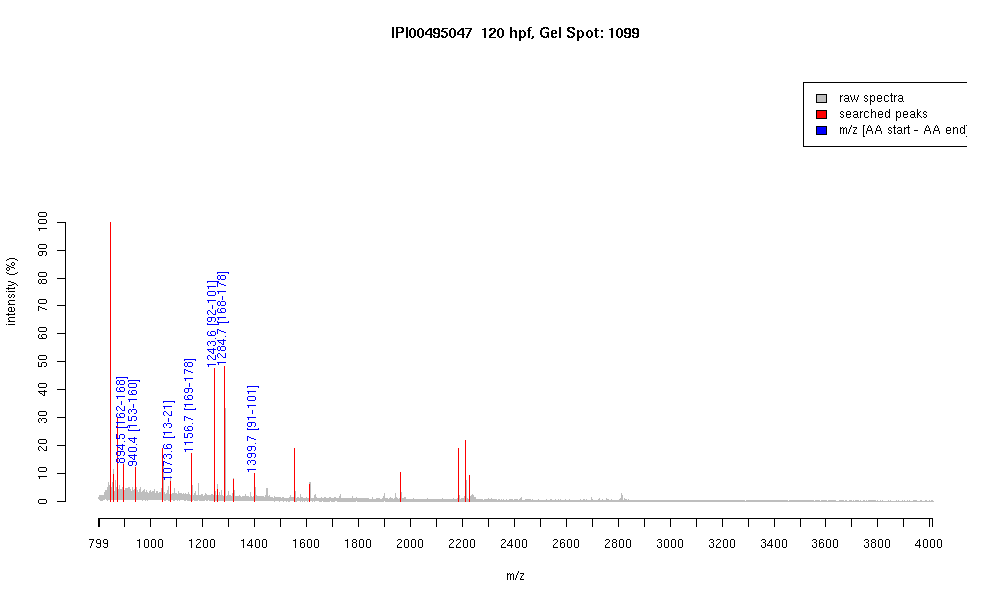 IPI00495047  120 hpf, Gel Spot: 1099
raw spectra
searched peaks
m/z [AA start - AA end]
intensity (%)
100
90
80
70
60
50
40
30
20
10
0
894.5 [162-168]
940.4 [153-160]
1073.6 [13-21]
1156.7 [169-178]
1243.6 [92-101]
1284.7 [168-178]
1399.7 [91-101]
799 1000 1200 1400 1600 1800 2000 2200 2400 2600 2800 3000 3200 3400 3600 3800 4000
m/z